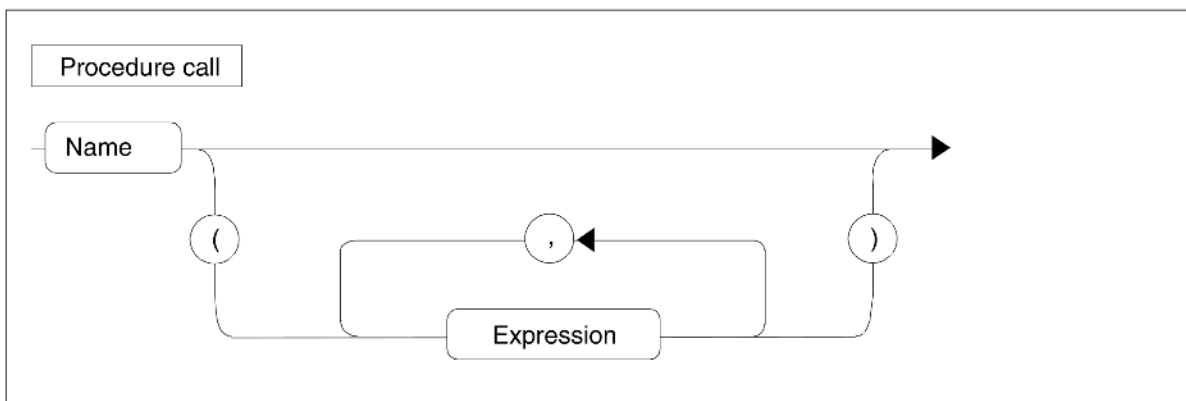 Procedure call
Name
( , )
Expression